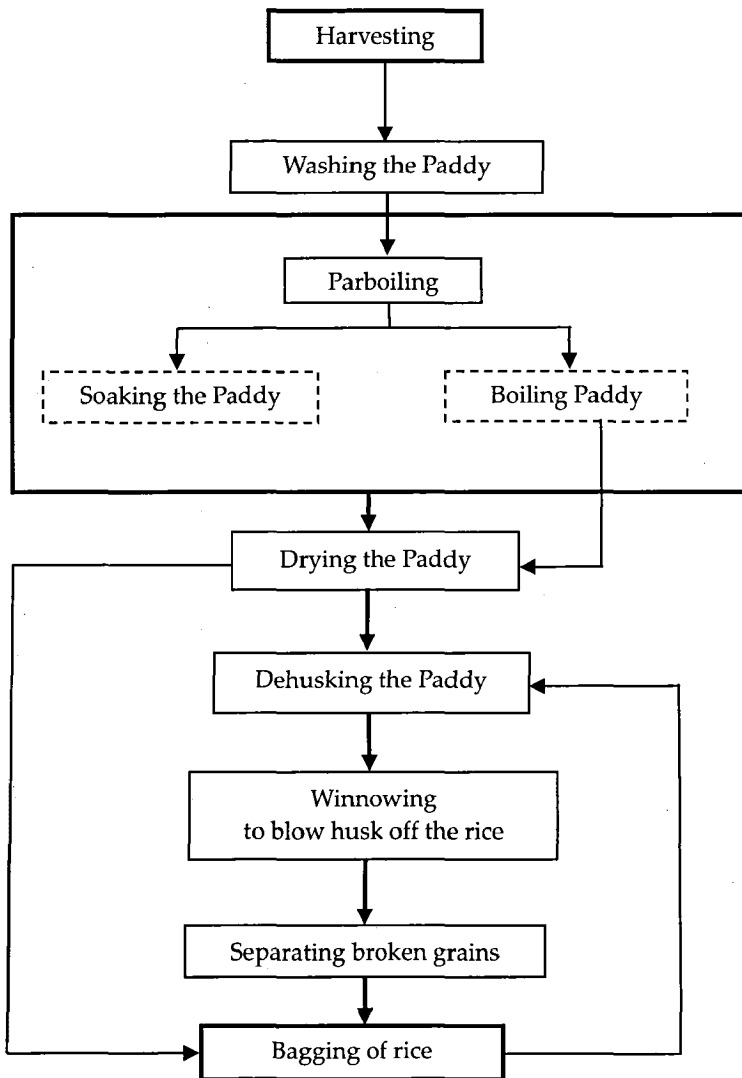 Harvesting
Washing the Paddy
Parboiling
Soaking the Paddy
Boiling Paddy
Drying the Paddy
Dehusking the Paddy
Winnowing
to blow husk off the rice
Separating broken grains
Bagging of rice